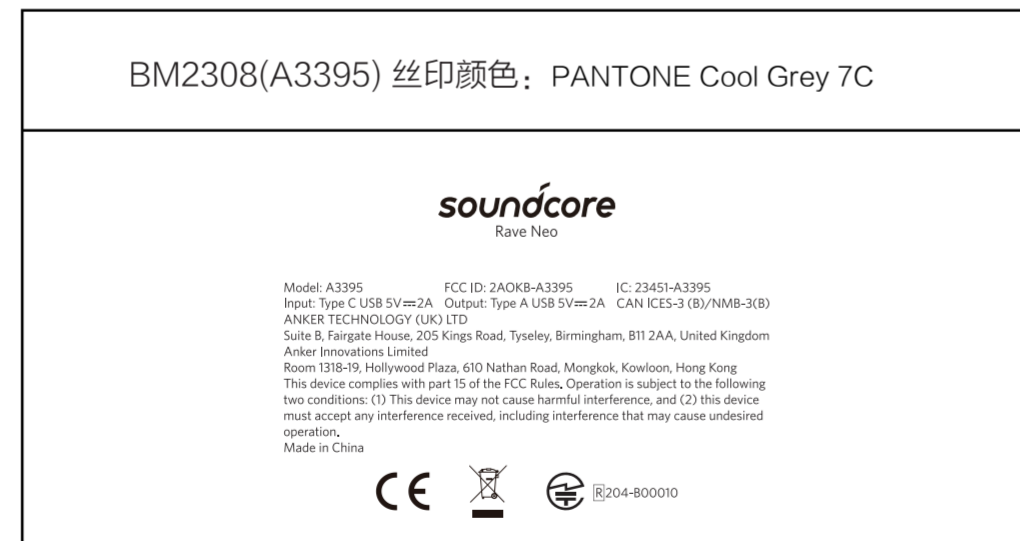 BM2308(A3395) 丝印颜色：PANTONE Cool Grey 7C
soundcore
Rave Neo
Model: A3395 FCC ID: 2AOKB-A3395 IC: 23451-A3395
Input: Type C USB 5V⎓2A Output: Type A USB 5V⎓2A CAN ICES-3 (B)/NMB-3(B)
ANKER TECHNOLOGY (UK) LTD
Suite B, Fairgate House, 205 Kings Road, Tyseley, Birmingham, B11 2AA, United Kingdom
Anker Innovations Limited
Room 1318-19, Hollywood Plaza, 610 Nathan Road, Mongkok, Kowloon, Hong Kong
This device complies with part 15 of the FCC Rules. Operation is subject to the following
two conditions: (1) This device may not cause harmful interference, and (2) this device
must accept any interference received, including interference that may cause undesired
operation.
Made in China
CE R 204-B00010